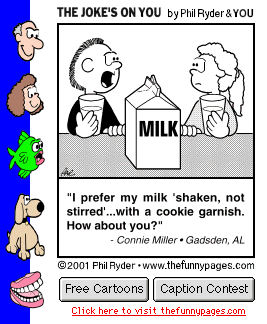 THE JOKE'S ON YOU by Phil Ryder & YOU
MILK
"I prefer my milk 'shaken, not
stirred'...with a cookie garnish.
How about you?"
- Connie Miller • Gadsden, AL
©2001 Phil Ryder • www.thefunnypages.com
Free Cartoons
Caption Contest
Click here to visit thefunnypages.com